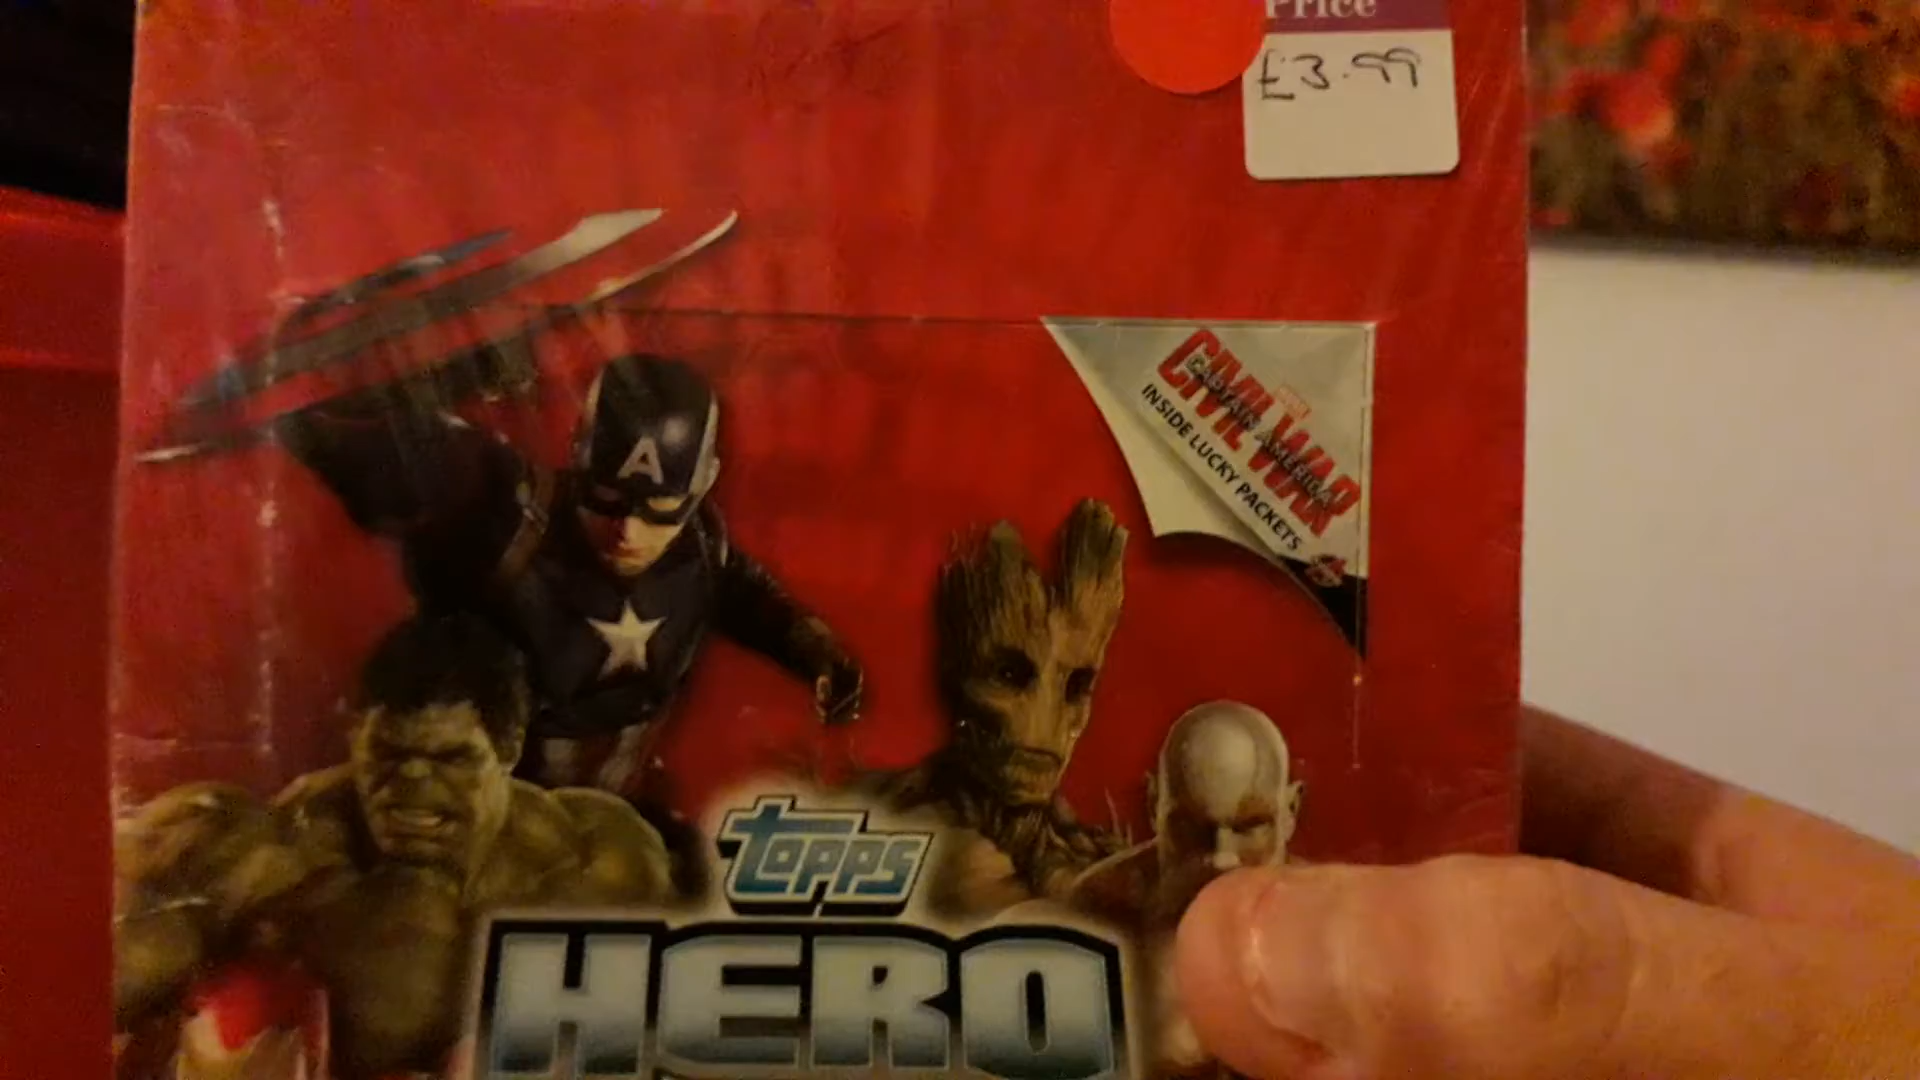 Price
£3.99
A
CIVIL WAR
CAPTAIN AMERICA
INSIDE LUCKY PACKETS
topps
HERO